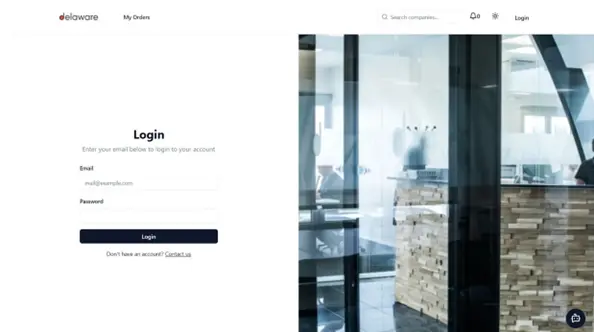 delaware
My Orders
Search companies...
0
Login
Login
Enter your email below to login to your account
Email
mail@example.com
Password
Login
Don't have an account? Contact us